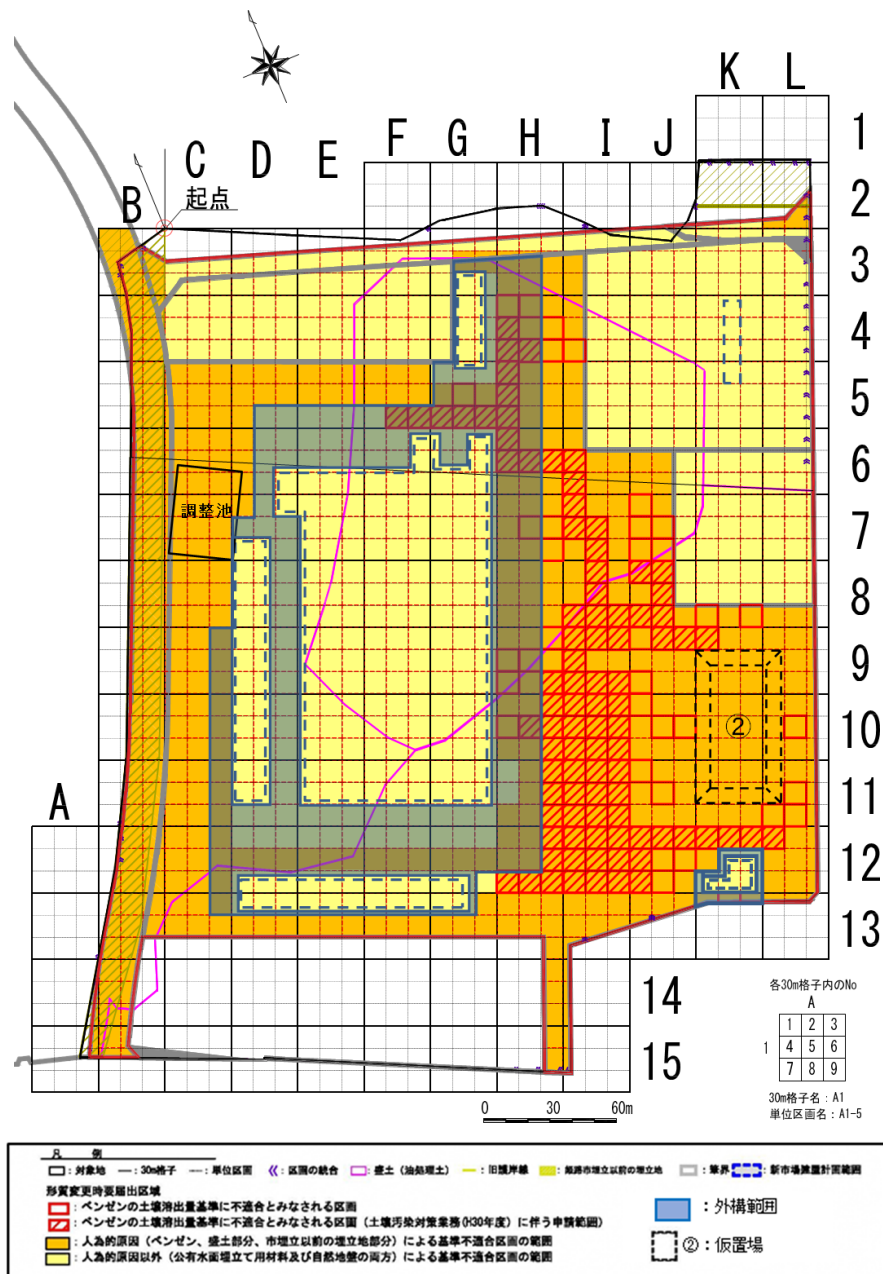 K L
F G H I J
C D E
B
起点
1
2
3
4
5
6
調整池
7
8
9
②
10
11
A
12
13
14
15
各30m格子内のNo
A
1 2 3
1 4 5 6
7 8 9
30m格子名：A1
単位区画名：A1-5
0 30 60m
凡 例
：対象地 ：30m格子 ：単位区画 ：区画の統合 ：盛土（油処理土） ：旧護岸線 ：姫路市埋立以前の埋立地 ：筆界 ：新市場建屋計画範囲
形質変更時要届出区域
：ベンゼンの土壌溶出量基準に不適合とみなされる区画
：ベンゼンの土壌溶出量基準に不適合とみなされる区画（土壌汚染対策業務(H30年度）に伴う申請範囲）
：人為的原因（ベンゼン、盛土部分、市埋立以前の埋立地部分）による基準不適合区画の範囲
：人為的原因以外（公有水面埋立て用材料及び自然地盤の両方）による基準不適合区画の範囲
：外構範囲
②：仮置場